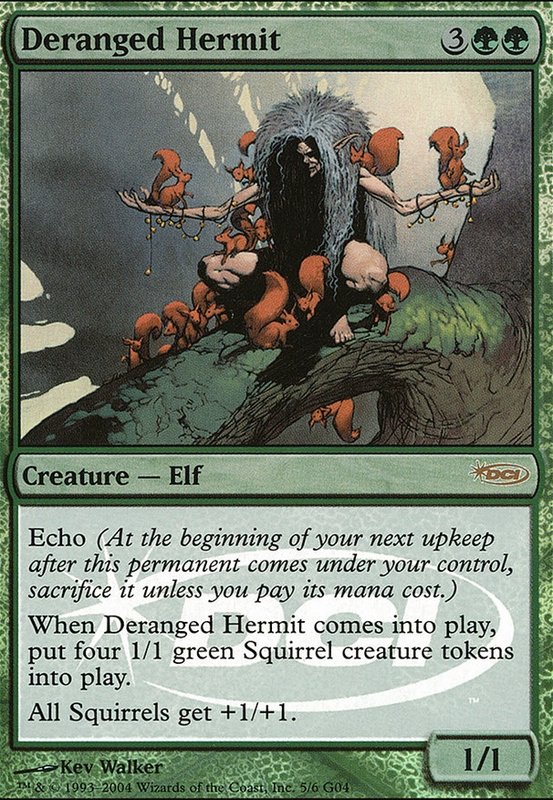 Deranged Hermit 3
Creature — Elf
DCI
Echo (At the beginning of your next upkeep
after this permanent comes under your control,
sacrifice it unless you pay its mana cost.)
When Deranged Hermit comes into play,
put four 1/1 green Squirrel creature tokens
into play.
All Squirrels get +1/+1.
DCI
™
1/1
Kev Walker
™ & © 1993–2004 Wizards of the Coast, Inc. 5/6 G04